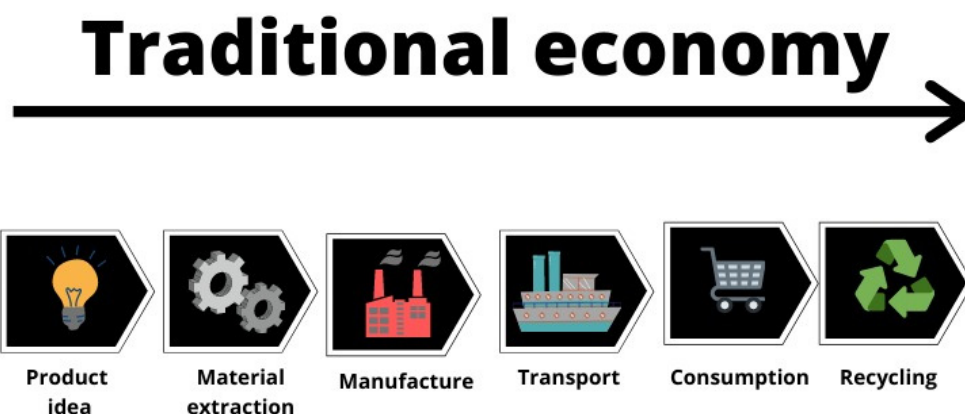 Traditional economy
Product
idea
Material
extraction
Manufacture
Transport
Consumption
Recycling